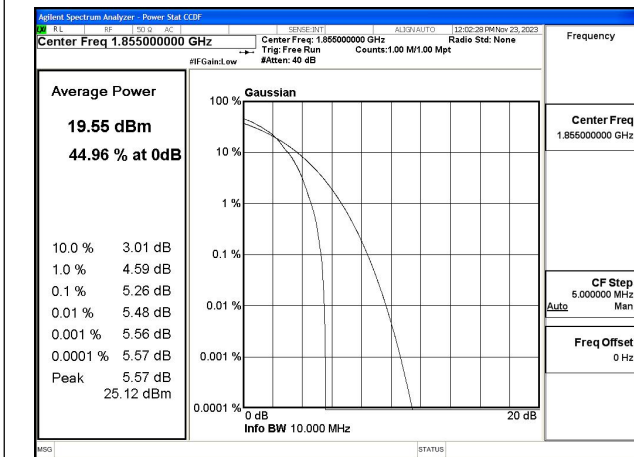 Agilent Spectrum Analyzer - Power Stat CCDF
RL RF 50 Ω AC SENSE:INT ALIGN AUTO 12:02:28 PM Nov 23, 2023
Center Freq 1.855000000 GHz
Center Freq: 1.855000000 GHz Radio Std: None
Trig: Free Run Counts:1.00 M/1.00 Mpt
#IFGain:Low #Atten: 40 dB
Frequency
Average Power
19.55 dBm
44.96 % at 0dB
10.0 % 3.01 dB
1.0 % 4.59 dB
0.1 % 5.26 dB
0.01 % 5.48 dB
0.001 % 5.56 dB
0.0001 % 5.57 dB
Peak 5.57 dB
25.12 dBm
Gaussian
100 %
10 %
1 %
0.1 %
0.01 %
0.001 %
0.0001 %
0 dB 20 dB
Info BW 10.000 MHz
Center Freq
1.855000000 GHz
CF Step
5.000000 MHz
Auto Man
Freq Offset
0 Hz
MSG STATUS